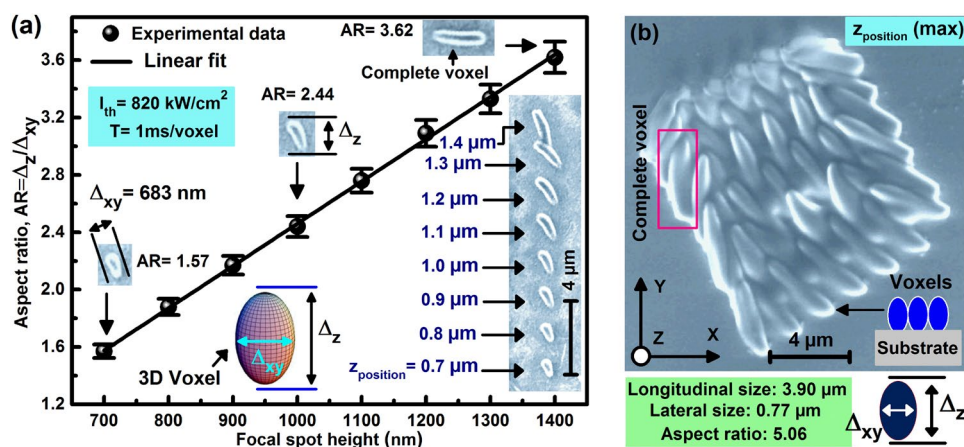 (a)
Experimental data
Linear fit
I_th= 820 kW/cm²
T= 1ms/voxel
AR= 3.62
Complete voxel
AR= 2.44
Δ_z
Δ_xy = 683 nm
AR= 1.57
3D Voxel
Δ_xy
Δ_z
1.4 µm
1.3 µm
1.2 µm
1.1 µm
1.0 µm
0.9 µm
0.8 µm
z_position= 0.7 µm
4 µm
Aspect ratio, AR=Δ_z/Δ_xy
3.6
3.2
2.8
2.4
2.0
1.6
1.2
700 800 900 1000 1100 1200 1300 1400
Focal spot height (nm)
(b)
z_position (max)
Complete voxel
Y
Z
X
4 µm
Voxels
Substrate
Longitudinal size: 3.90 µm
Lateral size: 0.77 µm
Aspect ratio: 5.06
Δ_xy
Δ_z